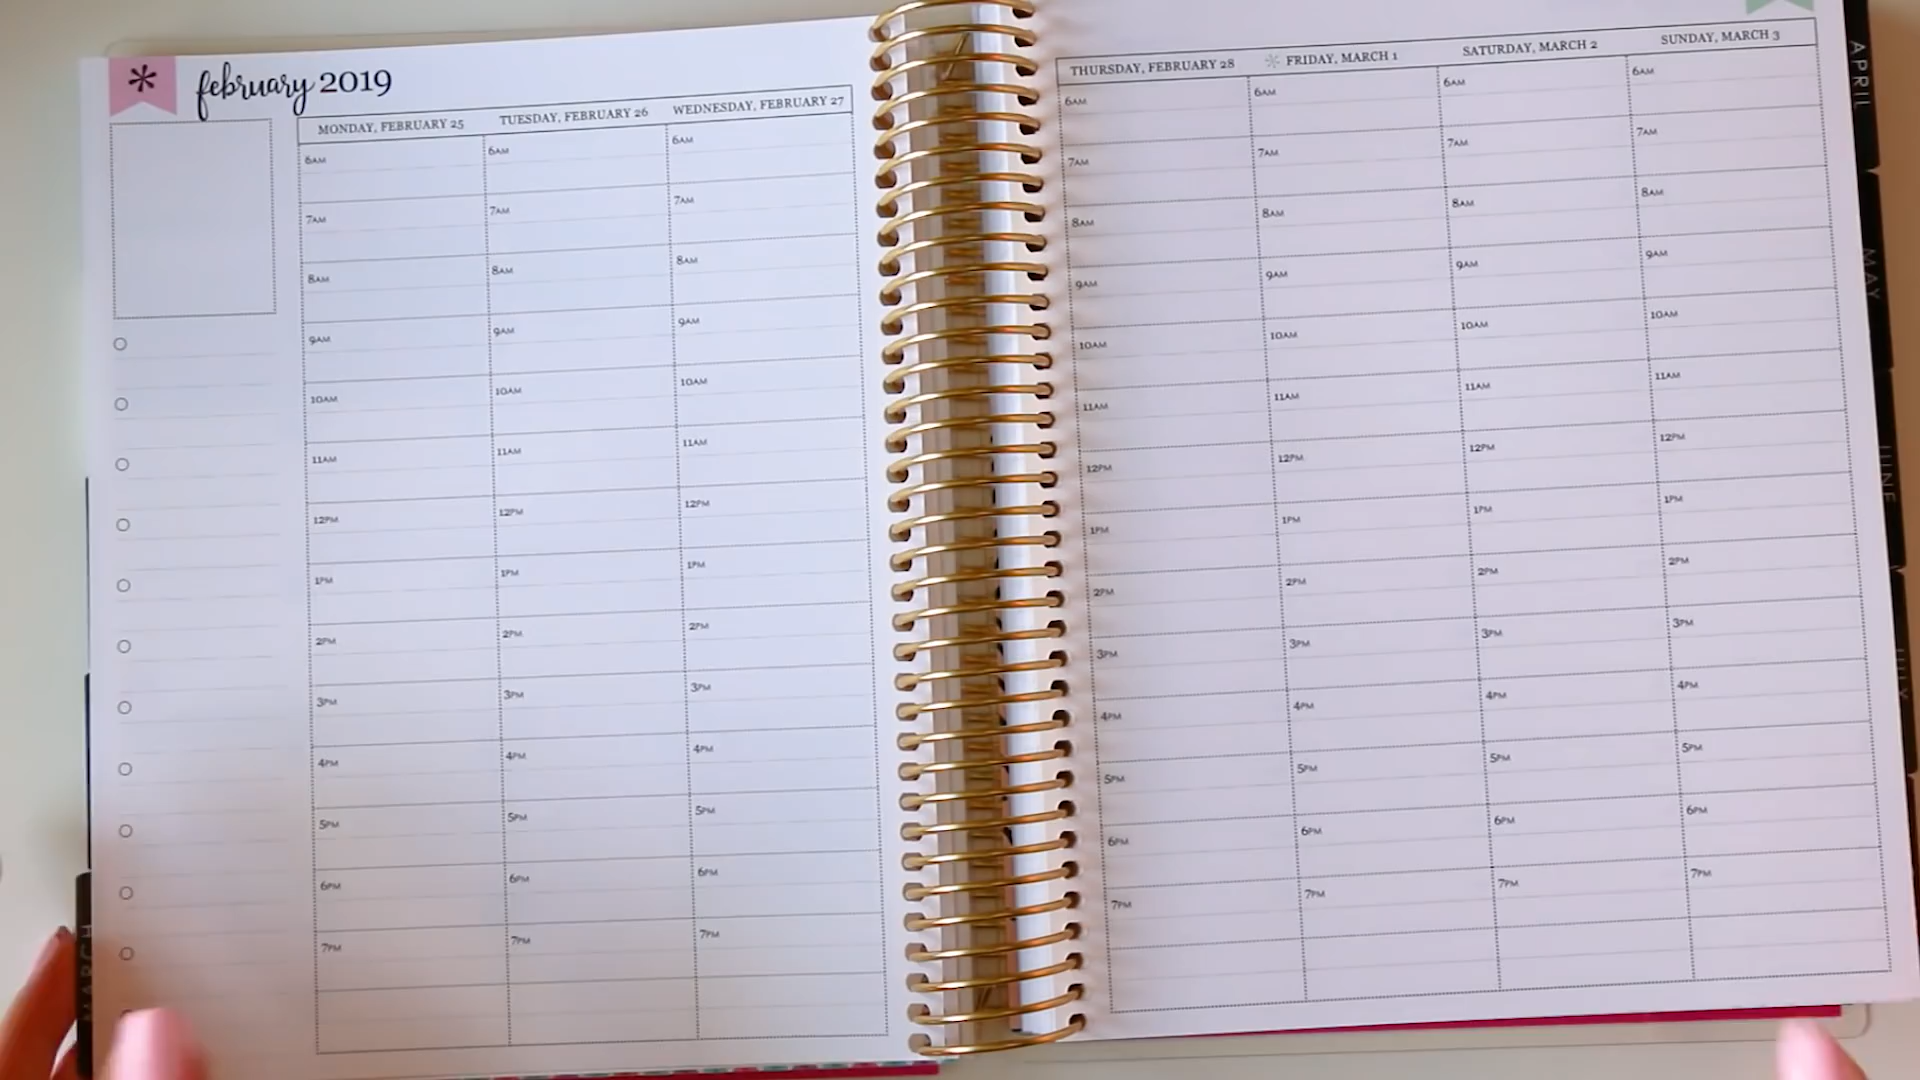 * february 2019
MONDAY, FEBRUARY 25
TUESDAY, FEBRUARY 26
WEDNESDAY, FEBRUARY 27
6AM
7AM
8AM
9AM
10AM
11AM
12PM
1PM
2PM
3PM
4PM
5PM
6PM
7PM
6AM
7AM
8AM
9AM
10AM
11AM
12PM
1PM
2PM
3PM
4PM
5PM
6PM
7PM
6AM
7AM
8AM
9AM
10AM
11AM
12PM
1PM
2PM
3PM
4PM
5PM
6PM
7PM
THURSDAY, FEBRUARY 28
FRIDAY, MARCH 1
SATURDAY, MARCH 2
SUNDAY, MARCH 3
6AM
7AM
8AM
9AM
10AM
11AM
12PM
1PM
2PM
3PM
4PM
5PM
6PM
7PM
6AM
7AM
8AM
9AM
10AM
11AM
12PM
1PM
2PM
3PM
4PM
5PM
6PM
7PM
6AM
7AM
8AM
9AM
10AM
11AM
12PM
1PM
2PM
3PM
4PM
5PM
6PM
7PM
6AM
7AM
8AM
9AM
10AM
11AM
12PM
1PM
2PM
3PM
4PM
5PM
6PM
7PM
MARCH
APRIL
MAY
JUNE
JULY